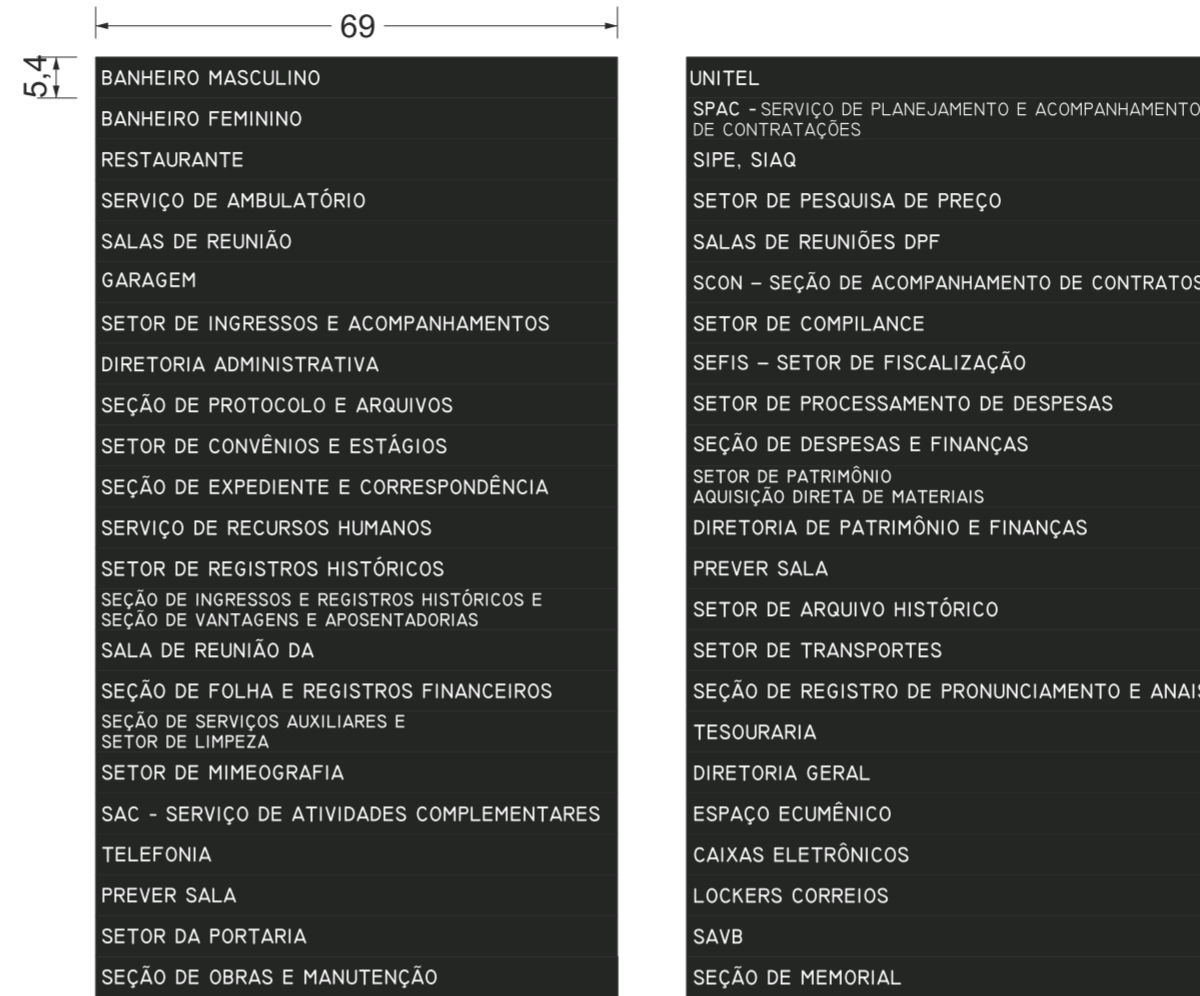 69
5,4
BANHEIRO MASCULINO
BANHEIRO FEMININO
RESTAURANTE
SERVIÇO DE AMBULATÓRIO
SALAS DE REUNIÃO
GARAGEM
SETOR DE INGRESSOS E ACOMPANHAMENTOS
DIRETORIA ADMINISTRATIVA
SEÇÃO DE PROTOCOLO E ARQUIVOS
SETOR DE CONVÊNIOS E ESTÁGIOS
SEÇÃO DE EXPEDIENTE E CORRESPONDÊNCIA
SERVIÇO DE RECURSOS HUMANOS
SETOR DE REGISTROS HISTÓRICOS
SEÇÃO DE INGRESSOS E REGISTROS HISTÓRICOS E
SEÇÃO DE VANTAGENS E APOSENTADORIAS
SALA DE REUNIÃO DA
SEÇÃO DE FOLHA E REGISTROS FINANCEIROS
SEÇÃO DE SERVIÇOS AUXILIARES E
SETOR DE LIMPEZA
SETOR DE MIMEOGRAFIA
SAC - SERVIÇO DE ATIVIDADES COMPLEMENTARES
TELEFONIA
PREVER SALA
SETOR DA PORTARIA
SEÇÃO DE OBRAS E MANUTENÇÃO
UNITEL
SPAC - SERVIÇO DE PLANEJAMENTO E ACOMPANHAMENTO
DE CONTRATAÇÕES
SIPE, SIAQ
SETOR DE PESQUISA DE PREÇO
SALAS DE REUNIÕES DPF
SCON – SEÇÃO DE ACOMPANHAMENTO DE CONTRATOS
SETOR DE COMPILANCE
SEFIS – SETOR DE FISCALIZAÇÃO
SETOR DE PROCESSAMENTO DE DESPESAS
SEÇÃO DE DESPESAS E FINANÇAS
SETOR DE PATRIMÔNIO
AQUISIÇÃO DIRETA DE MATERIAIS
DIRETORIA DE PATRIMÔNIO E FINANÇAS
PREVER SALA
SETOR DE ARQUIVO HISTÓRICO
SETOR DE TRANSPORTES
SEÇÃO DE REGISTRO DE PRONUNCIAMENTO E ANAIS
TESOURARIA
DIRETORIA GERAL
ESPAÇO ECUMÊNICO
CAIXAS ELETRÔNICOS
LOCKERS CORREIOS
SAVB
SEÇÃO DE MEMORIAL